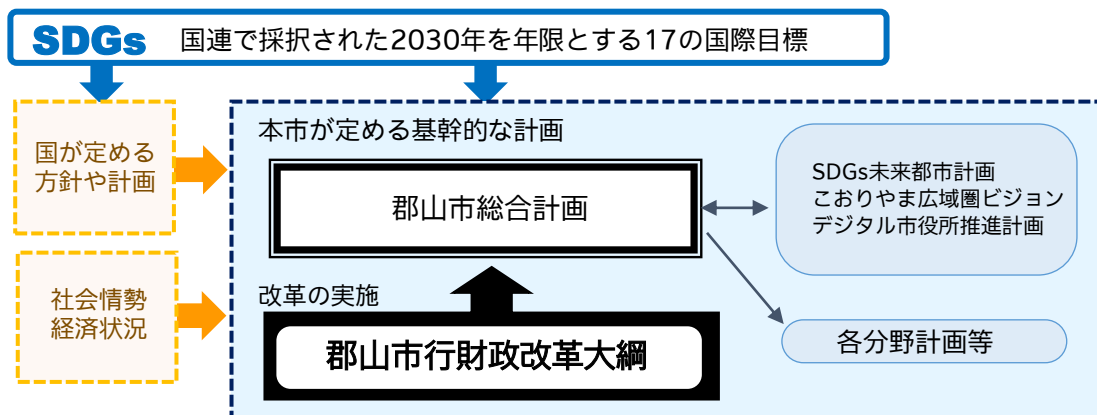 SDGs 国連で採択された2030年を年限とする17の国際目標
国が定める
方針や計画
社会情勢
経済状況
本市が定める基幹的な計画
郡山市総合計画
改革の実施
郡山市行財政改革大綱
SDGs未来都市計画
こおりやま広域圏ビジョン
デジタル市役所推進計画
各分野計画等